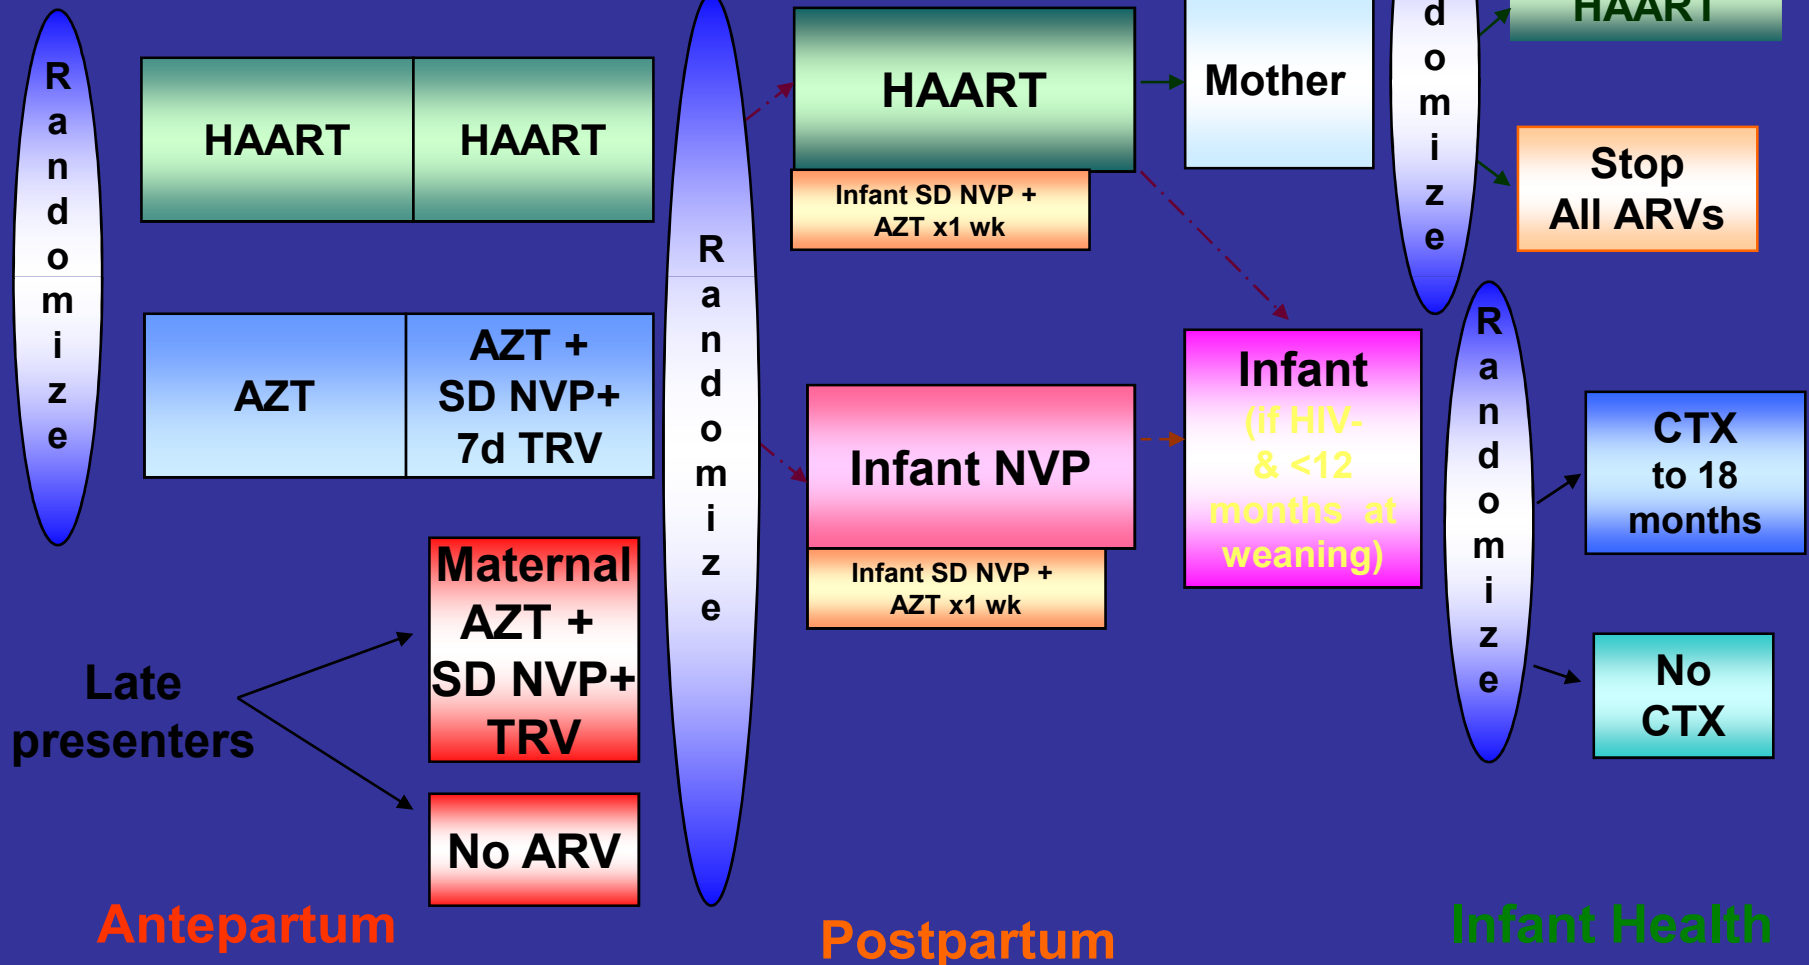 Randomize
HAART
HAART
AZT
AZT +
SD NVP+
7d TRV
Late
presenters
Maternal
AZT +
SD NVP+
TRV
No ARV
Antepartum
Randomize
HAART
Infant SD NVP +
AZT x1 wk
Infant NVP
Infant SD NVP +
AZT x1 wk
Postpartum
Mother
domize
HAART
Stop
All ARVs
Infant
(if HIV-
& <12
months at
weaning)
Randomize
CTX
to 18
months
No
CTX
Infant Health